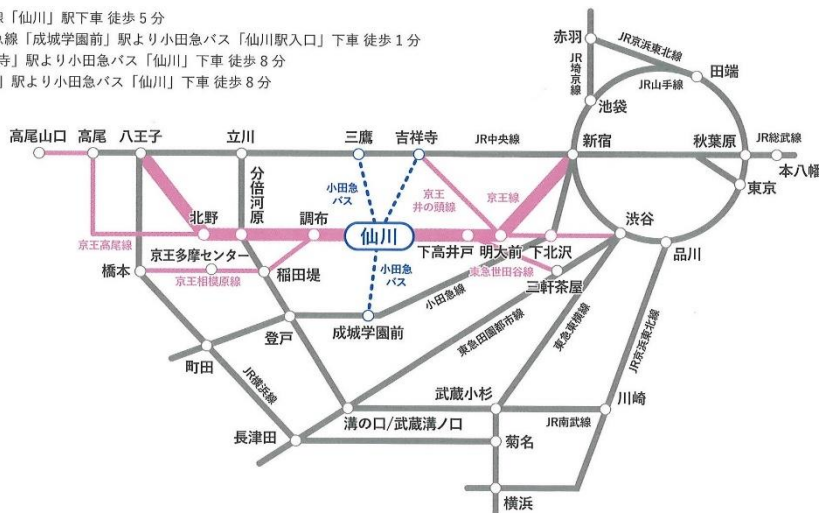 線「仙川」駅下車 徒歩5分
急線「成城学園前」駅より小田急バス「仙川駅入口」下車 徒歩1分
寺」駅より小田急バス「仙川」下車 徒歩8分
」駅より小田急バス「仙川」下車 徒歩8分
赤羽
JR京浜東北線
JR埼京線
田端
JR山手線
池袋
高尾山口
高尾
八王子
立川
三鷹
吉祥寺
JR中央線
新宿
秋葉原
JR総武線
本八幡
東京
分倍河原
小田急
バス
京王
井の頭線
京王線
北野
調布
仙川
下高井戸
明大前
下北沢
渋谷
品川
京王高尾線
京王多摩センター
橋本
京王相模原線
稲田堤
小田急
バス
東急世田谷線
三軒茶屋
小田急線
登戸
成城学園前
東急田園都市線
東急東横線
JR京浜東北線
町田
JR横浜線
武蔵小杉
川崎
溝の口/武蔵溝ノ口
JR南武線
長津田
菊名
横浜